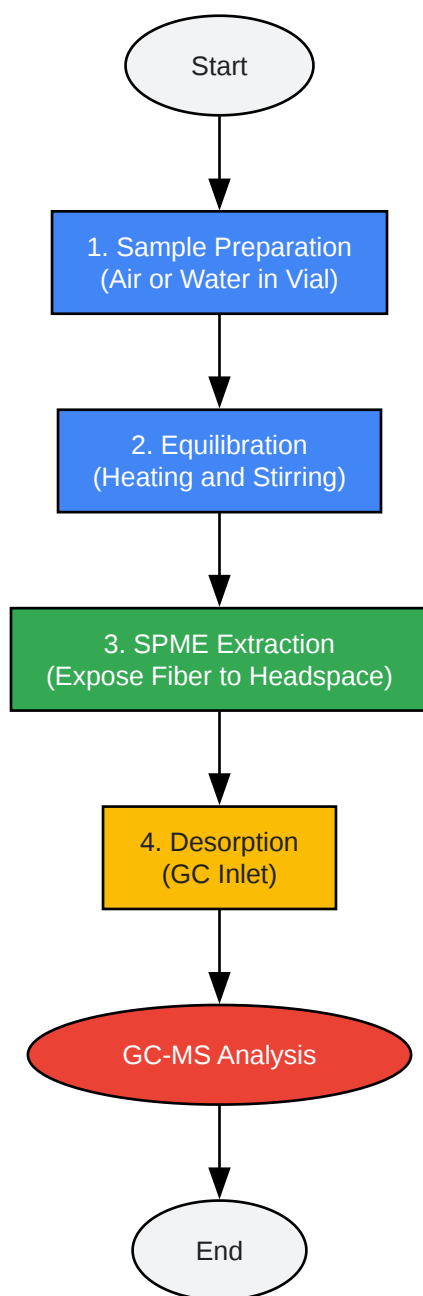 Start
1. Sample Preparation
(Air or Water in Vial)
2. Equilibration
(Heating and Stirring)
3. SPME Extraction
(Expose Fiber to Headspace)
4. Desorption
(GC Inlet)
GC-MS Analysis
End